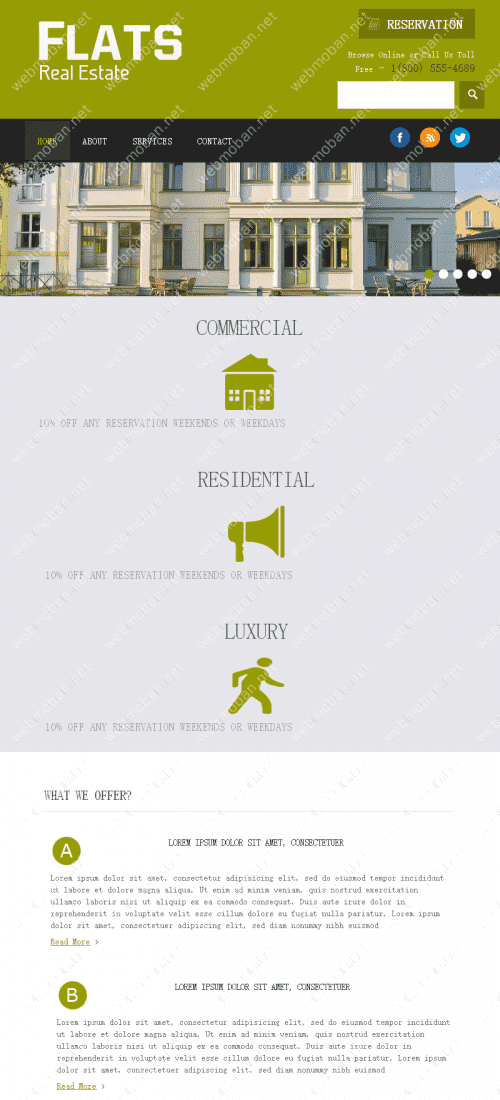 FLATS
Real Estate
RESERVATION
Browse Online or Call Us Toll
Free - 1(800) 555-4689
HOME ABOUT SERVICES CONTACT
COMMERCIAL
10% OFF ANY RESERVATION WEEKENDS OR WEEKDAYS
RESIDENTIAL
10% OFF ANY RESERVATION WEEKENDS OR WEEKDAYS
LUXURY
10% OFF ANY RESERVATION WEEKENDS OR WEEKDAYS
WHAT WE OFFER?
A
LOREM IPSUM DOLOR SIT AMET, CONSECTETUER
Lorem ipsum dolor sit amet, consectetur adipisicing elit, sed do eiusmod tempor incididunt
ut labore et dolore magna aliqua. Ut enim ad minim veniam, quis nostrud exercitation
ullamco laboris nisi ut aliquip ex ea commodo consequat. Duis aute irure dolor in
reprehenderit in voluptate velit esse cillum dolore eu fugiat nulla pariatur. Lorem ipsum
dolor sit amet, consectetuer adipiscing elit, sed diam nonummy nibh euismod
Read More >
B
LOREM IPSUM DOLOR SIT AMET, CONSECTETUER
Lorem ipsum dolor sit amet, consectetur adipisicing elit, sed do eiusmod tempor incididunt
ut labore et dolore magna aliqua. Ut enim ad minim veniam, quis nostrud exercitation
ullamco laboris nisi ut aliquip ex ea commodo consequat. Duis aute irure dolor in
reprehenderit in voluptate velit esse cillum dolore eu fugiat nulla pariatur. Lorem ipsum
dolor sit amet, consectetuer adipiscing elit, sed diam nonummy nibh euismod
Read More >
webmoban.net